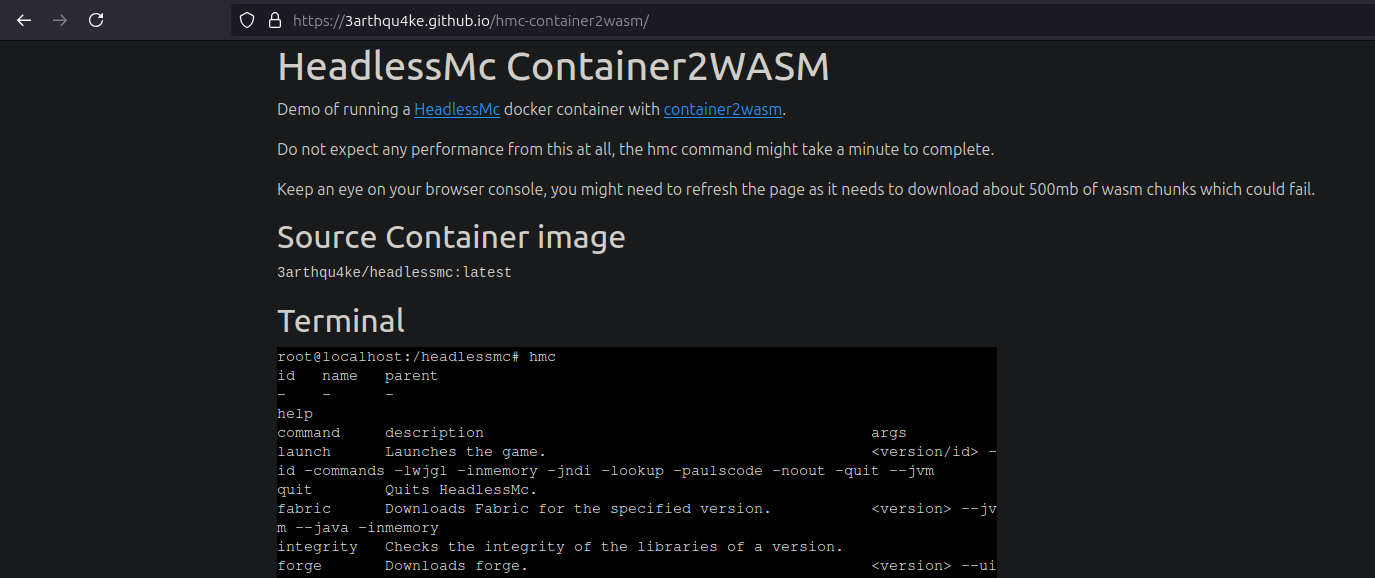 https://3arthqu4ke.github.io/hmc-container2wasm/
HeadlessMc Container2WASM
Demo of running a HeadlessMc docker container with container2wasm.
Do not expect any performance from this at all, the hmc command might take a minute to complete.
Keep an eye on your browser console, you might need to refresh the page as it needs to download about 500mb of wasm chunks which could fail.
Source Container image
3arthqu4ke/headlessmc:latest
Terminal
root@localhost:/headlessmc# hmc
id   name   parent
-    -      -
help
command     description                                           args
launch      Launches the game.                                    <version/id> -
id -commands -lwjgl -inmemory -jndi -lookup -paulscode -noout -quit --jvm
quit        Quits HeadlessMc.
fabric      Downloads Fabric for the specified version.           <version> --jv
m --java -inmemory
integrity   Checks the integrity of the libraries of a version.
forge       Downloads forge.                                      <version> --ui